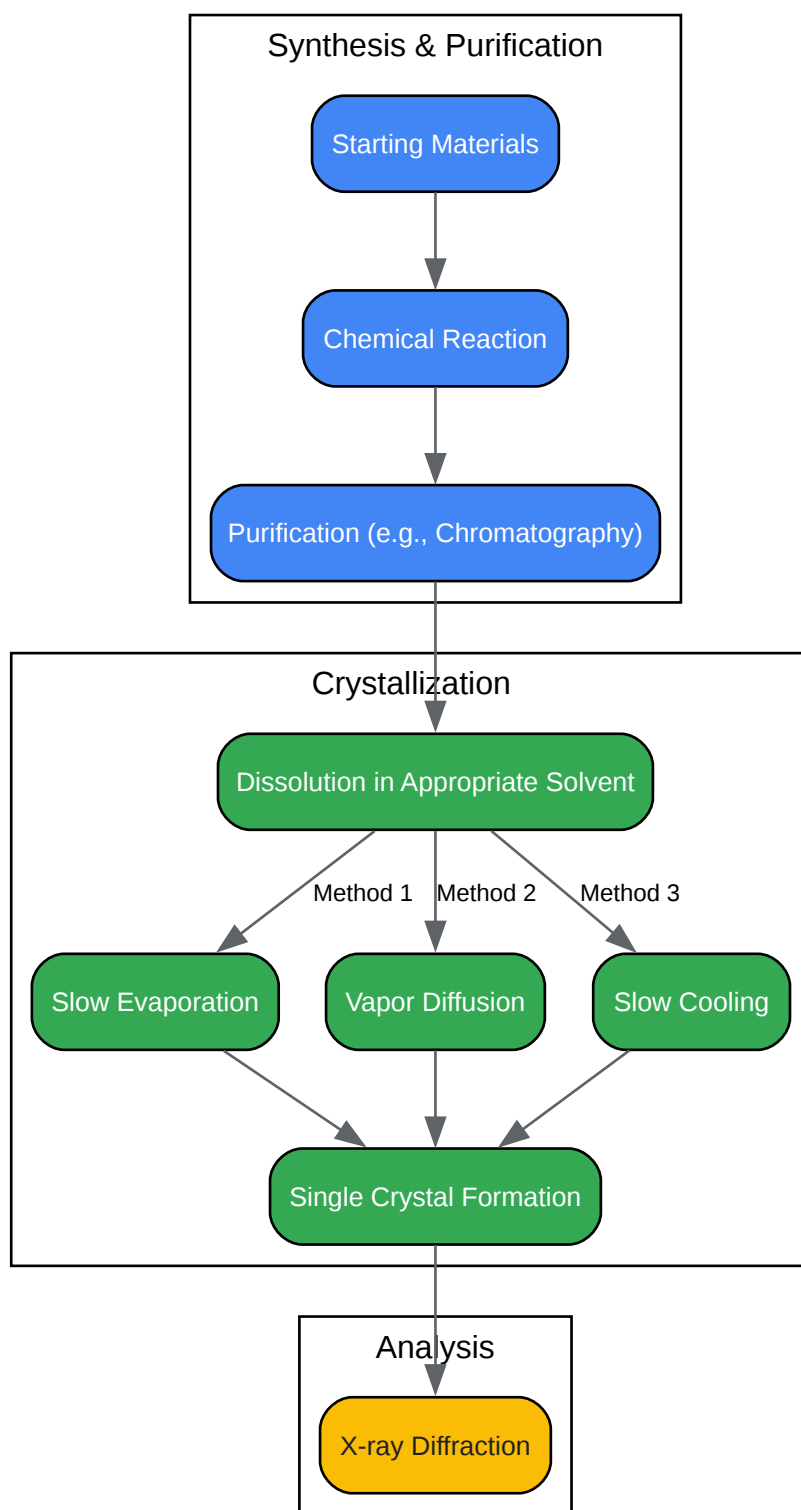 Synthesis & Purification
Starting Materials
Chemical Reaction
Purification (e.g., Chromatography)
Crystallization
Dissolution in Appropriate Solvent
Method 1
Method 2
Method 3
Slow Evaporation
Vapor Diffusion
Slow Cooling
Single Crystal Formation
Analysis
X-ray Diffraction